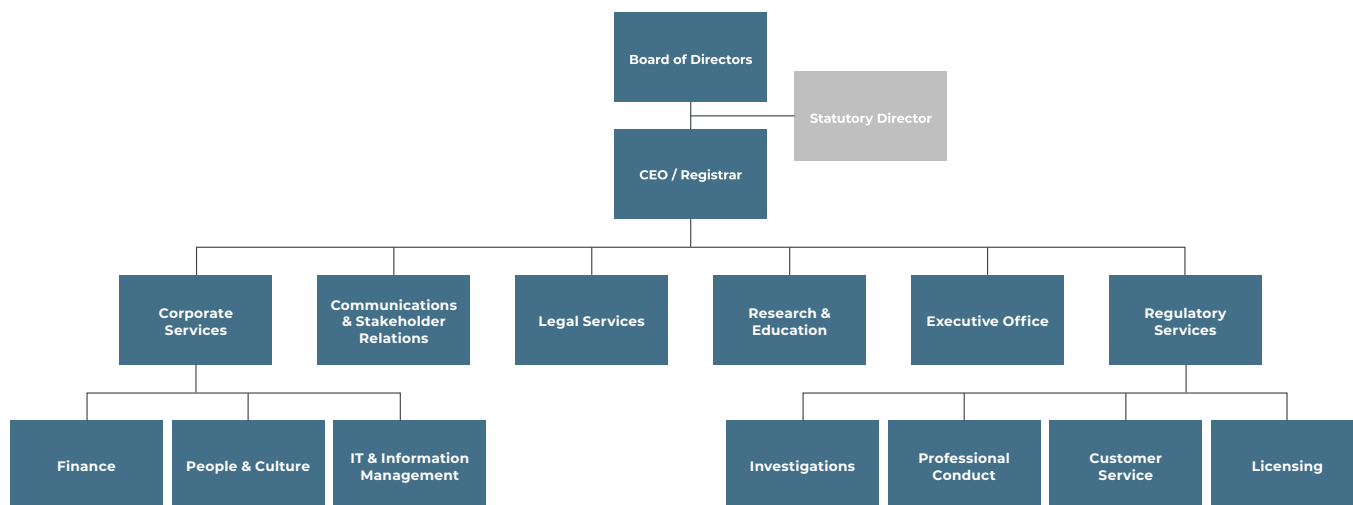 Board of Directors
Statutory Director
CEO / Registrar
Corporate
Services
Communications
& Stakeholder
Relations
Legal Services
Research &
Education
Executive Office
Regulatory
Services
Finance
People & Culture
IT & Information
Management
Investigations
Professional
Conduct
Customer
Service
Licensing